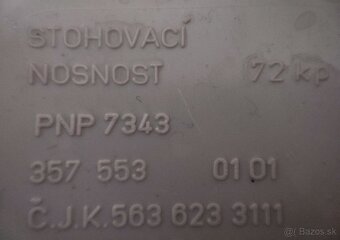 STOHOVACÍ
NOSNOST 72 kp
PNP 7343
357 553 01 01
Č.J.K. 563 623 3111
© Bazos.sk